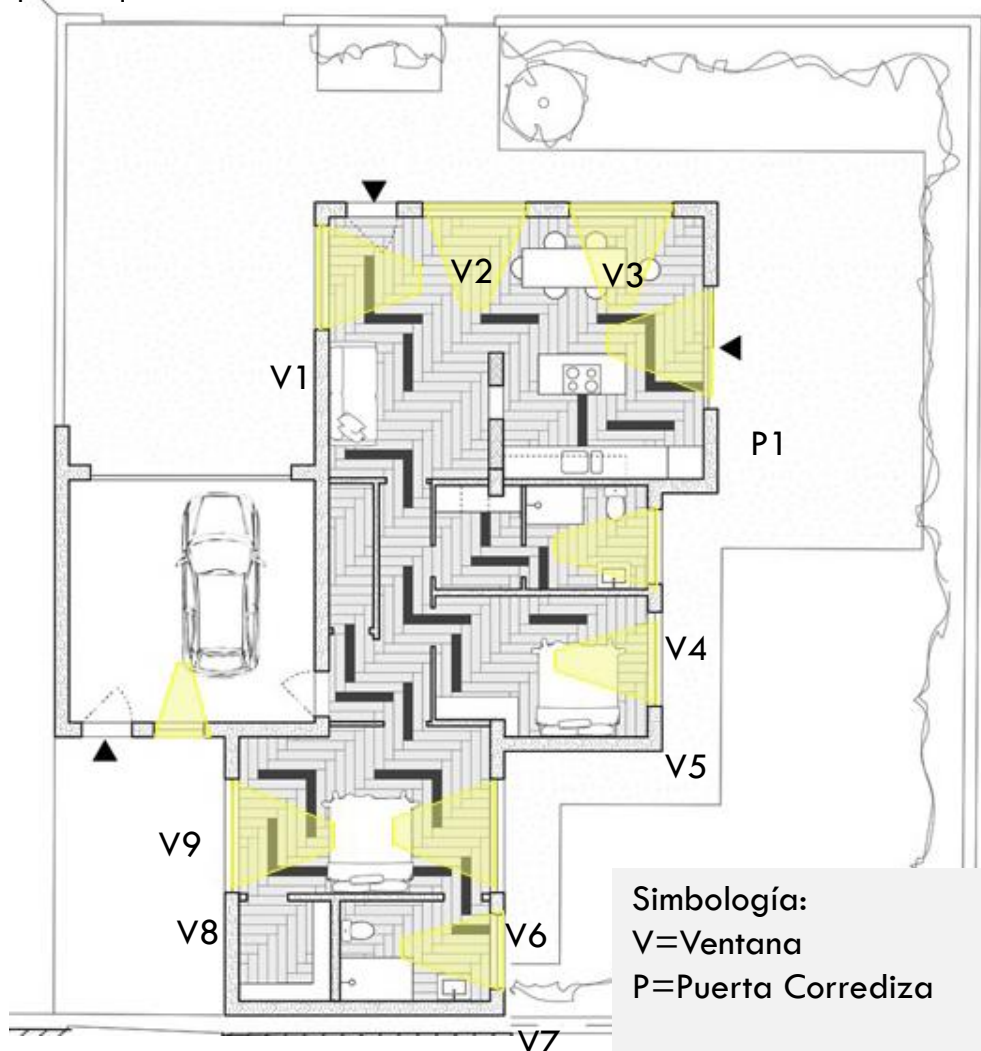 V2
V3
V1
P1
V4
V5
V9
V8
V6
V7
Simbología:
V=Ventana
P=Puerta Corrediza